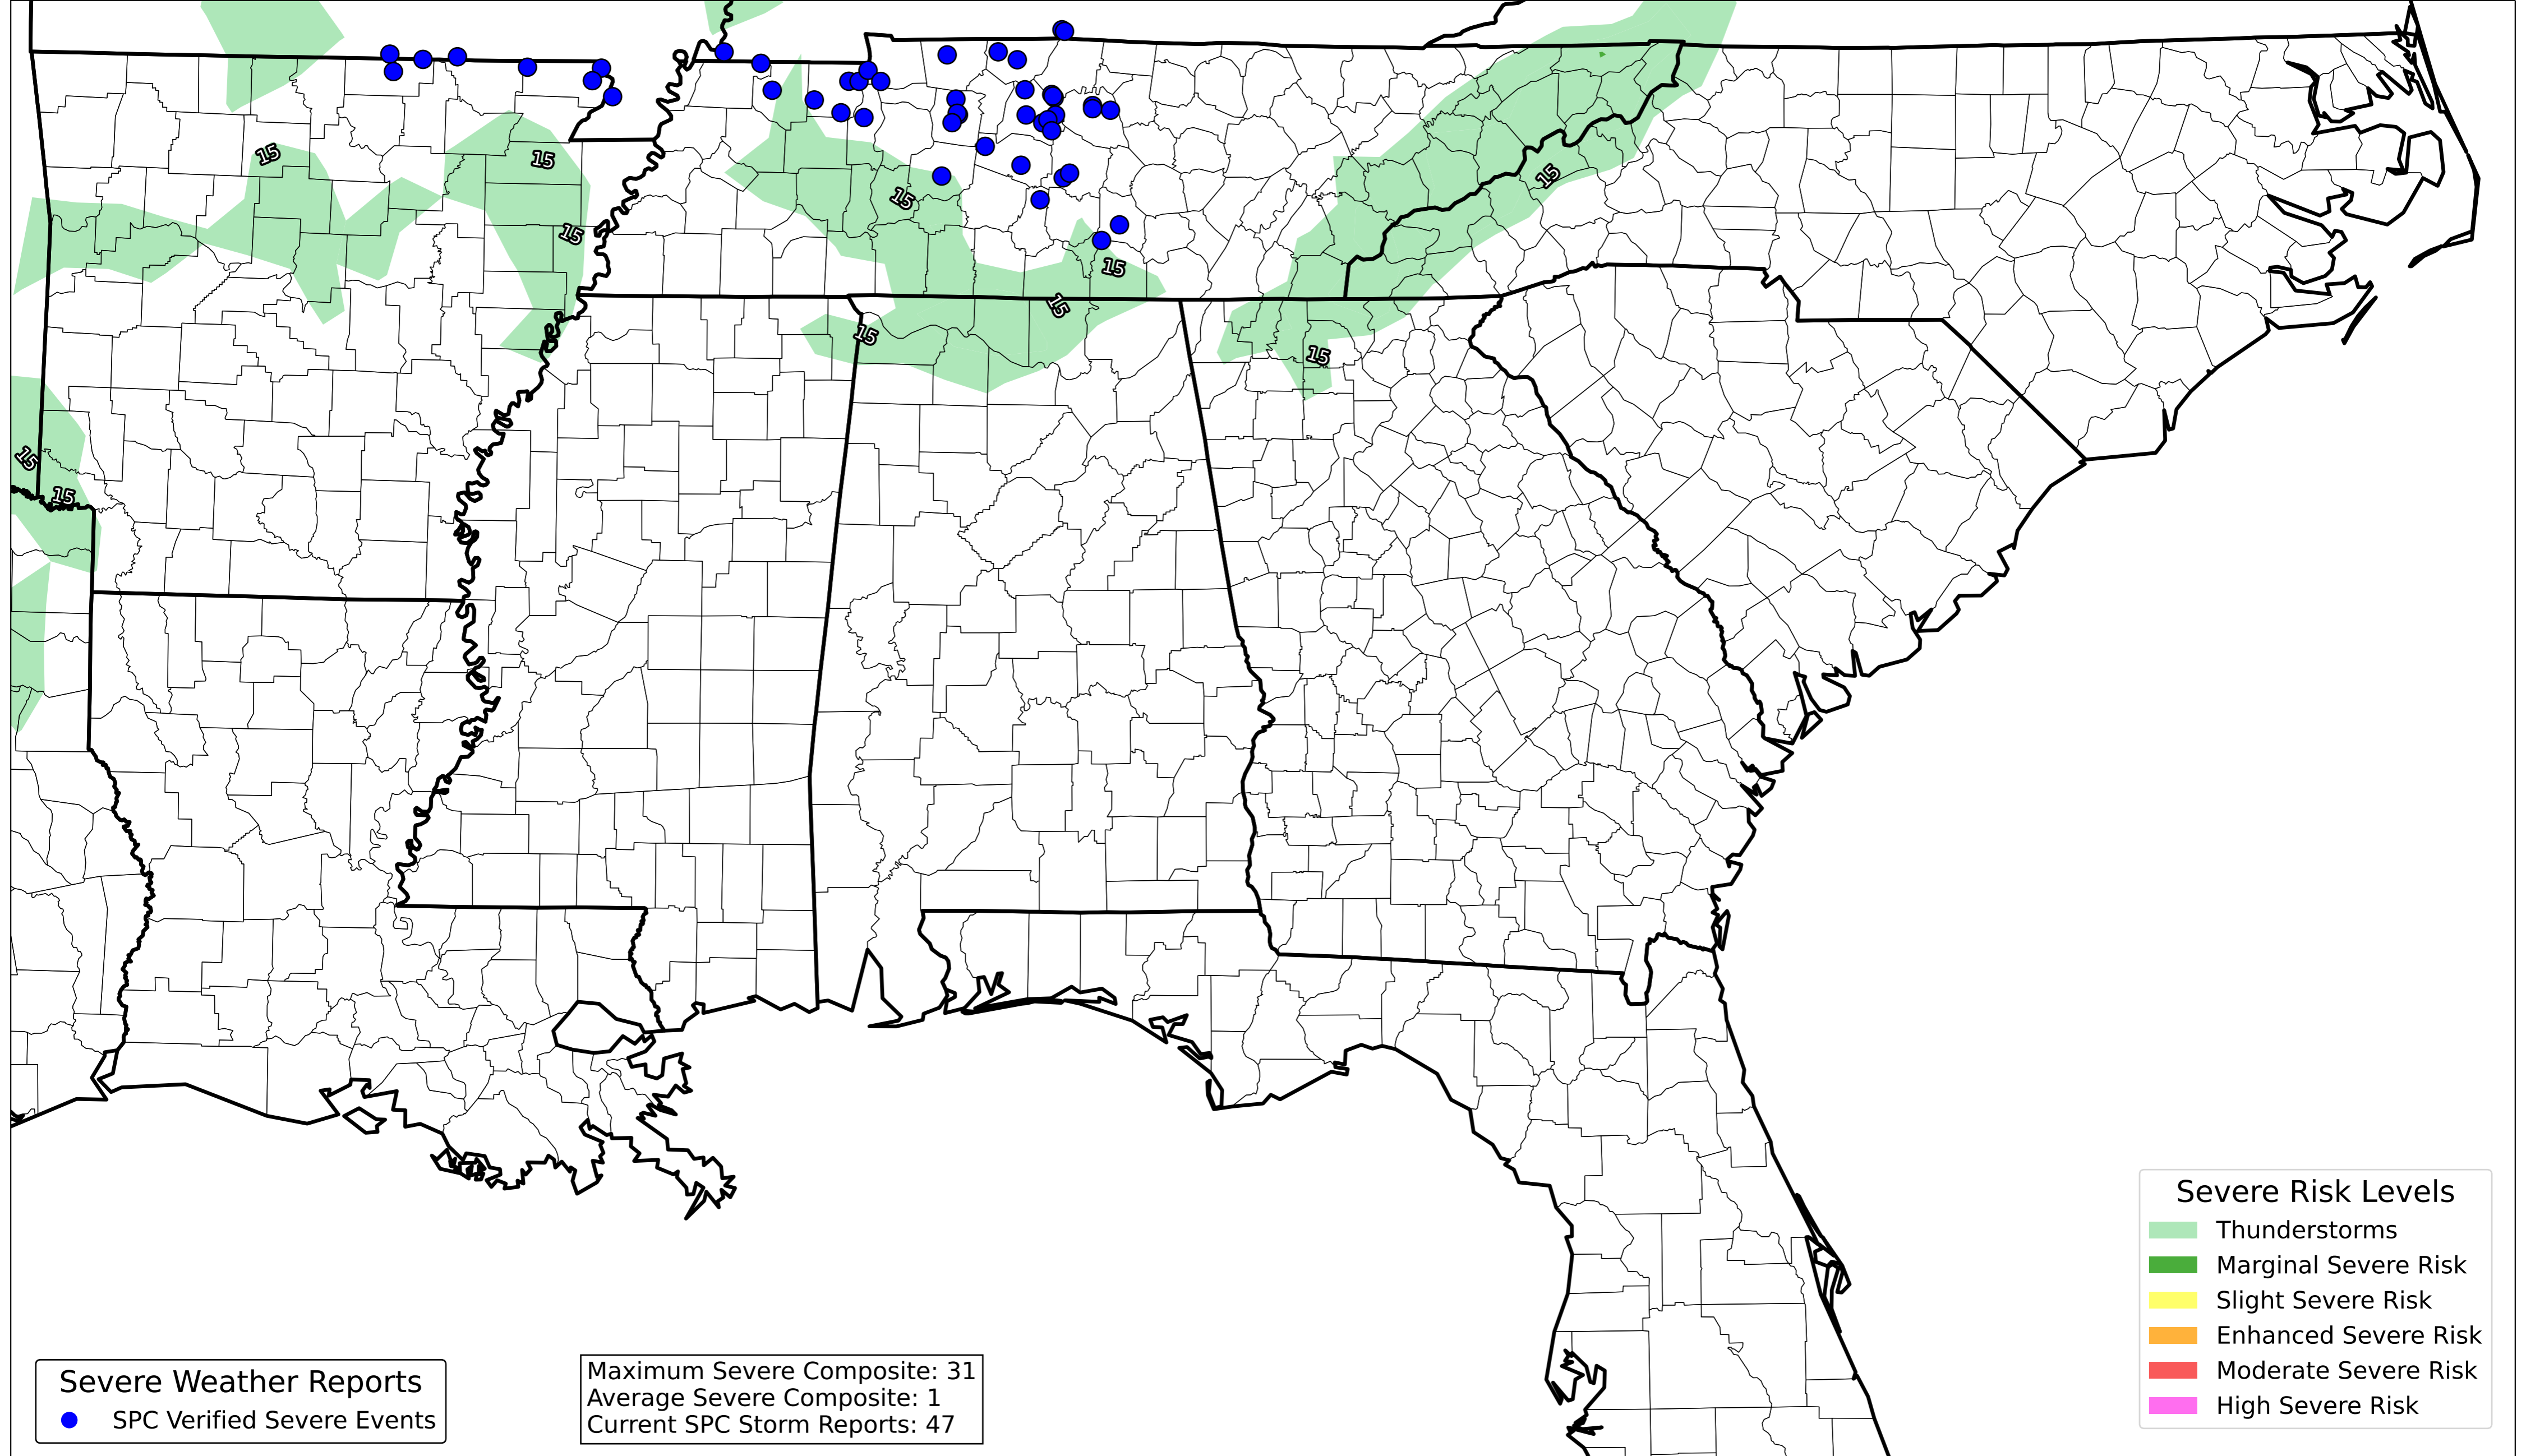 15
15
15
15
15
15
15
15
15
15
15
Severe Risk Levels
Thunderstorms
Marginal Severe Risk
Slight Severe Risk
Enhanced Severe Risk
Moderate Severe Risk
High Severe Risk
Severe Weather Reports
SPC Verified Severe Events
Maximum Severe Composite: 31
Average Severe Composite: 1
Current SPC Storm Reports: 47